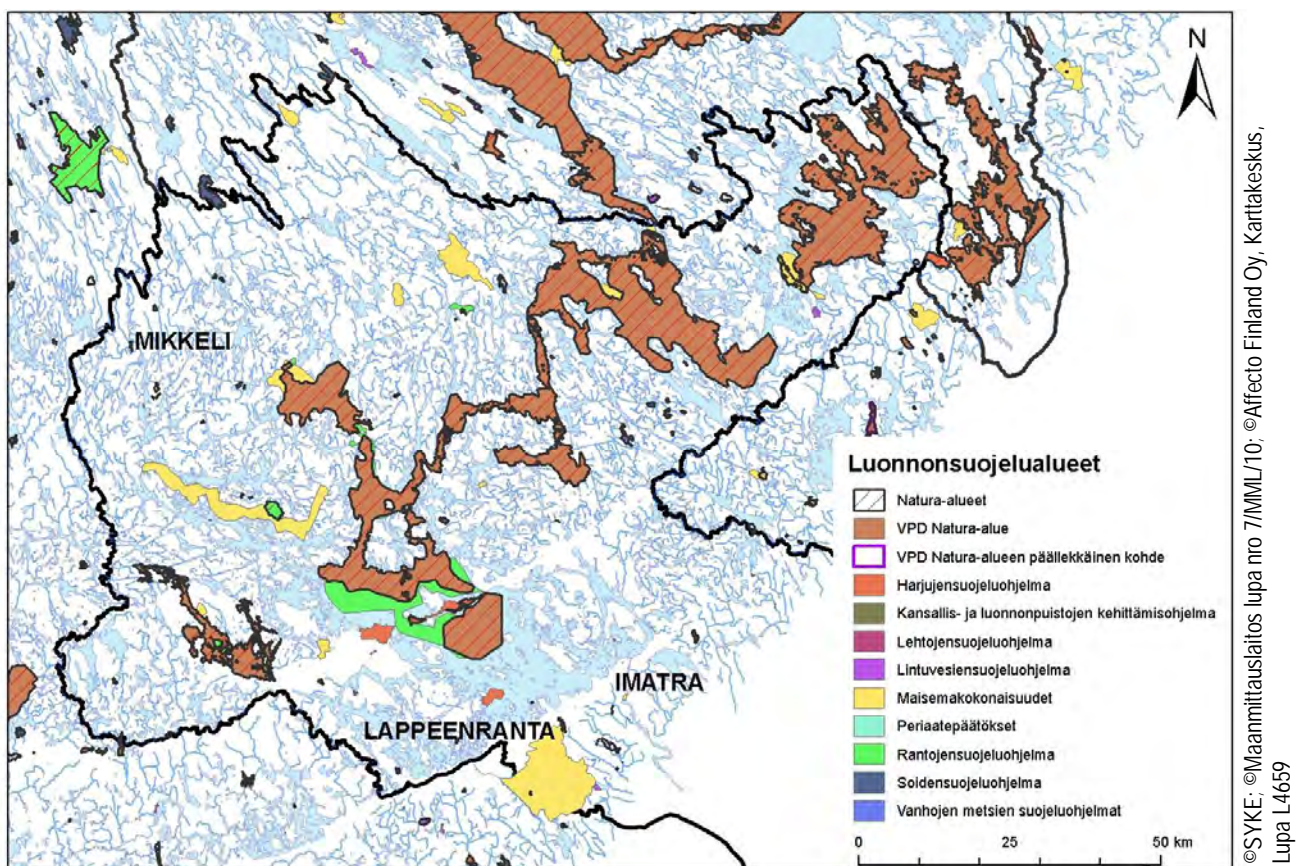 N
MIKKELI
IMATRA
LAPPEENRANTA
Luonnonsuojelualueet
Natura-alueet
VPD Natura-alue
VPD Natura-alueen päällekkäinen kohde
Harjujensuojeluohjelma
Kansallis- ja luonnonpuistojen kehittämisohjelma
Lehtojensuojeluohjelma
Lintuvesiensuojeluohjelma
Maisemakokonaisuudet
Periaatepäätökset
Rantojensuojeluohjelma
Soidensuojeluohjelma
Vanhojen metsien suojeluohjelmat
0 25 50 km
©SYKE; ©Maanmittauslaitos lupa nro 7/MML/10; ©Affecto Finland Oy, Karttakeskus,
Lupa L4659